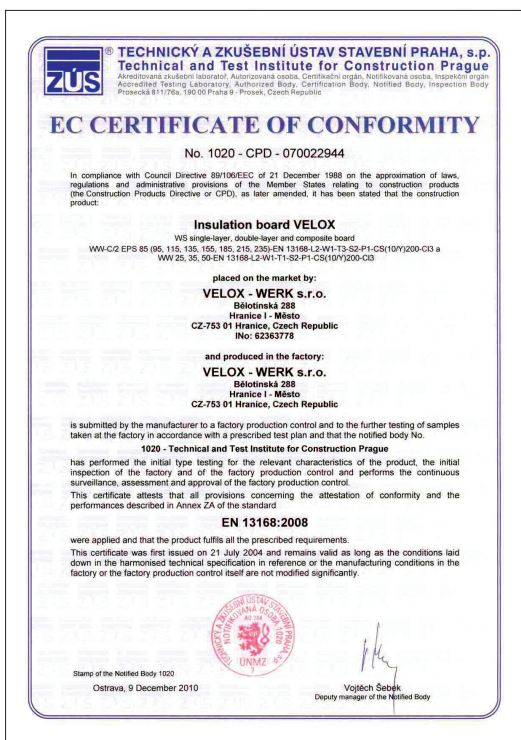 ZÚS
® TECHNICKÝ A ZKUŠEBNÍ ÚSTAV STAVEBNÍ PRAHA, s.p.
Technical and Test Institute for Construction Prague
Akreditovaná zkušební laboratoř, Autorizovaná osoba, Certifikační orgán, Notifikovaná osoba, Inspekční orgán
Accredited Testing Laboratory, Authorized Body, Certification Body, Notified Body, Inspection Body
Prosecká 811/76a, 190 00 Praha 9 - Prosek, Czech Republic
EC CERTIFICATE OF CONFORMITY
No. 1020 - CPD - 070022944
In compliance with Council Directive 89/106/EEC of 21 December 1988 on the approximation of laws,
regulations and administrative provisions of the Member States relating to construction products
(the Construction Products Directive or CPD), as later amended, it has been stated that the construction
product:
Insulation board VELOX
WS single-layer, double-layer and composite board
WW-C/2 EPS 85 (95, 115, 135, 155, 185, 215, 235)-EN 13168-L2-W1-T3-S2-P1-CS(10/Y)200-Cl3 a
WW 25, 35, 50-EN 13168-L2-W1-T1-S2-P1-CS(10/Y)200-Cl3
placed on the market by:
VELOX - WERK s.r.o.
Bělotínská 288
Hranice I - Město
CZ-753 01 Hranice, Czech Republic
INo: 62363778
and produced in the factory:
VELOX - WERK s.r.o.
Bělotínská 288
Hranice I - Město
CZ-753 01 Hranice, Czech Republic
is submitted by the manufacturer to a factory production control and to the further testing of samples
taken at the factory in accordance with a prescribed test plan and that the notified body No.
1020 - Technical and Test Institute for Construction Prague
has performed the initial type testing for the relevant characteristics of the product, the initial
inspection of the factory and of the factory production control and performs the continuous
surveillance, assessment and approval of the factory production control.
This certificate attests that all provisions concerning the attestation of conformity and the
performances described in Annex ZA of the standard
EN 13168:2008
were applied and that the product fulfils all the prescribed requirements.
This certificate was first issued on 21 July 2004 and remains valid as long as the conditions laid
down in the harmonised technical specification in reference or the manufacturing conditions in the
factory or the factory production control itself are not modified significantly.
TECHNICKÝ A ZKUŠEBNÍ ÚSTAV STAVEBNÍ PRAHA, s.p.
NOTIFIKOVANÁ OSOBA 1020
AO 204
ÚNMZ
7
Stamp of the Notified Body 1020
Ostrava, 9 December 2010
Vojtěch Šebek
Deputy manager of the Notified Body